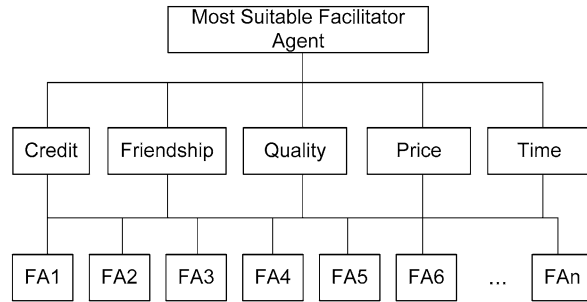 Most Suitable Facilitator
Agent
Credit Friendship Quality Price Time
FA1 FA2 FA3 FA4 FA5 FA6 ... FAn